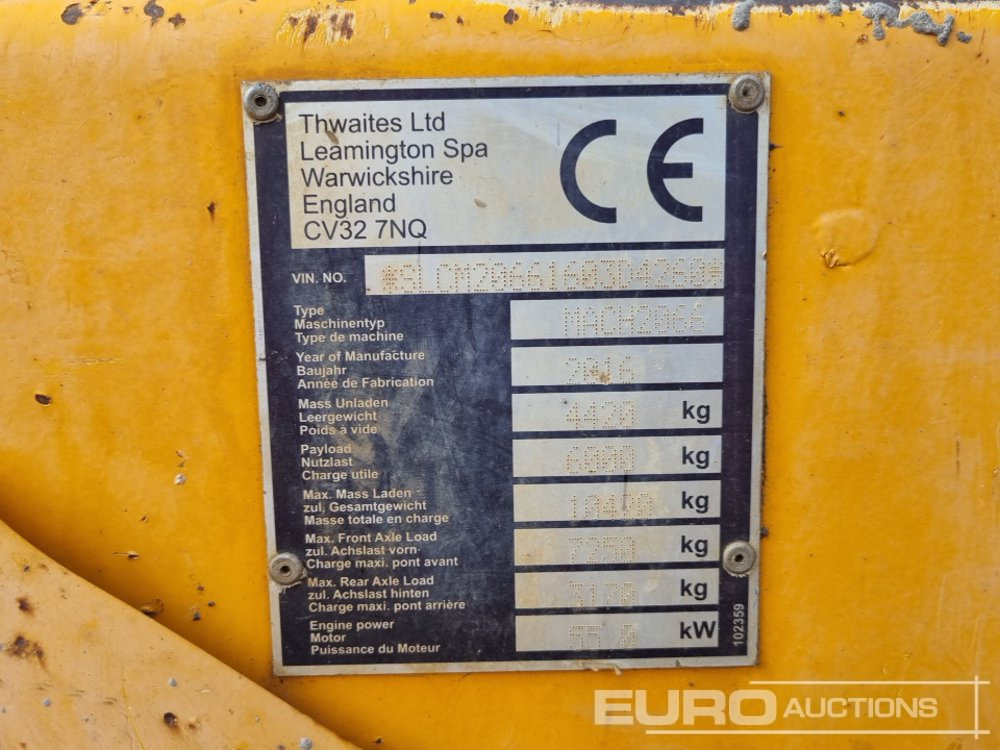 Thwaites Ltd
Leamington Spa
Warwickshire
England
CV32 7NQ
CE
VIN. NO. *SLCM20661603D4260*
Type MACH2066
Maschinentyp
Type de machine
Year of Manufacture 2016
Baujahr
Année de Fabrication
Mass Unladen 4420 kg
Leergewicht
Poids à vide
Payload 6000 kg
Nutzlast
Charge utile
Max. Mass Laden 10420 kg
zul. Gesamtgewicht
Masse totale en charge
Max. Front Axle Load 7250 kg
zul. Achslast vorn
Charge maxi. pont avant
Max. Rear Axle Load 3170 kg
zul. Achslast hinten
Charge maxi. pont arrière
Engine power kW
Motor
Puissance du Moteur
102359
EURO AUCTIONS